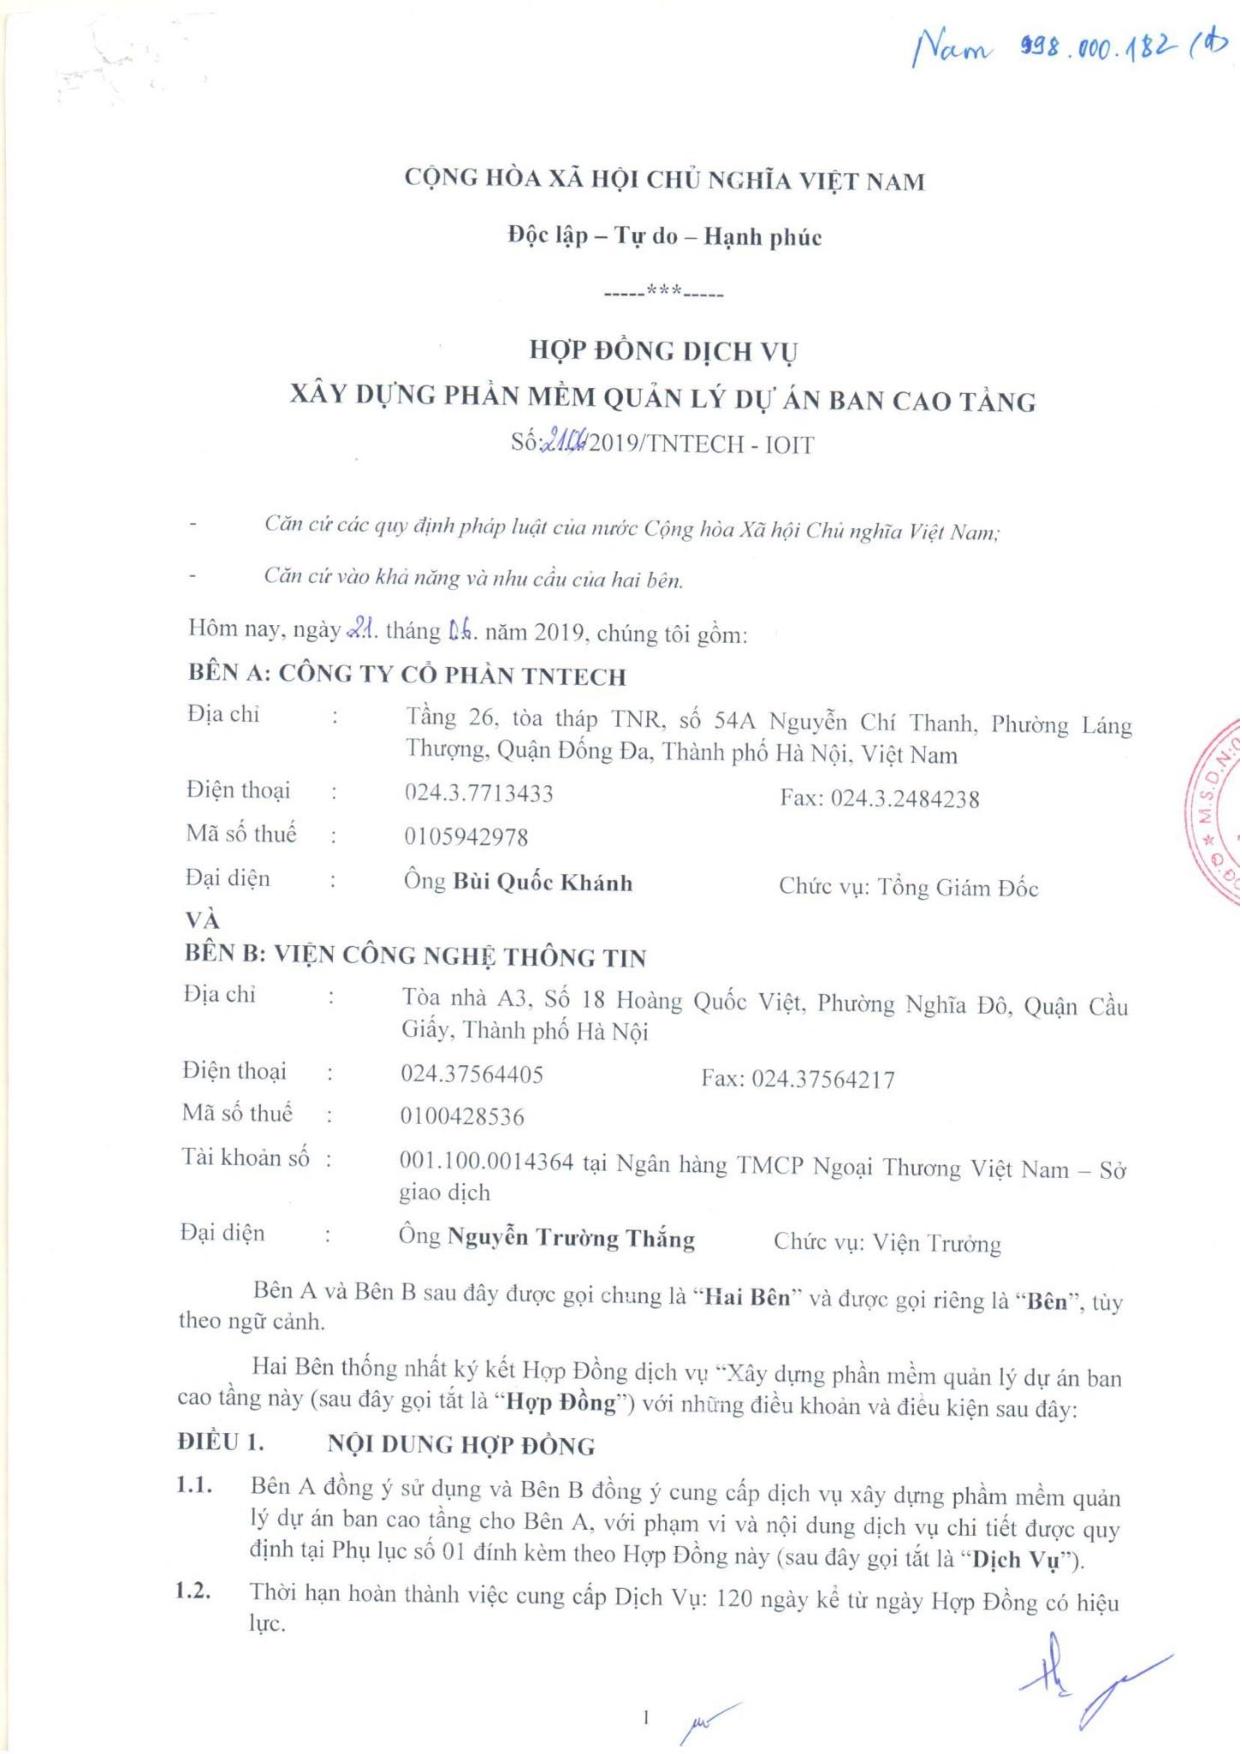 Nam 998.000.182 (đ)
CỘNG HÒA XÃ HỘI CHỦ NGHĨA VIỆT NAM
Độc lập – Tự do – Hạnh phúc
-----***-----
HỢP ĐỒNG DỊCH VỤ
XÂY DỰNG PHẦN MỀM QUẢN LÝ DỰ ÁN BAN CAO TẦNG
Số: 2106/2019/TNTECH - IOIT
- Căn cứ các quy định pháp luật của nước Cộng hòa Xã hội Chủ nghĩa Việt Nam;
- Căn cứ vào khả năng và nhu cầu của hai bên.
Hôm nay, ngày 21. tháng 06. năm 2019, chúng tôi gồm:
BÊN A: CÔNG TY CỔ PHẦN TNTECH
Địa chỉ : Tầng 26, tòa tháp TNR, số 54A Nguyễn Chí Thanh, Phường Láng
Thượng, Quận Đống Đa, Thành phố Hà Nội, Việt Nam
Điện thoại : 024.3.7713433 Fax: 024.3.2484238
Mã số thuế : 0105942978
Đại diện : Ông Bùi Quốc Khánh Chức vụ: Tổng Giám Đốc
VÀ
BÊN B: VIỆN CÔNG NGHỆ THÔNG TIN
Địa chỉ : Tòa nhà A3, Số 18 Hoàng Quốc Việt, Phường Nghĩa Đô, Quận Cầu
Giấy, Thành phố Hà Nội
Điện thoại : 024.37564405 Fax: 024.37564217
Mã số thuế : 0100428536
Tài khoản số : 001.100.0014364 tại Ngân hàng TMCP Ngoại Thương Việt Nam – Sở
giao dịch
Đại diện : Ông Nguyễn Trường Thắng Chức vụ: Viện Trưởng
Bên A và Bên B sau đây được gọi chung là “Hai Bên” và được gọi riêng là “Bên”, tùy
theo ngữ cảnh.
Hai Bên thống nhất ký kết Hợp Đồng dịch vụ “Xây dựng phần mềm quản lý dự án ban
cao tầng này (sau đây gọi tắt là “Hợp Đồng”) với những điều khoản và điều kiện sau đây:
ĐIỀU 1. NỘI DUNG HỢP ĐỒNG
1.1. Bên A đồng ý sử dụng và Bên B đồng ý cung cấp dịch vụ xây dựng phầm mềm quản
lý dự án ban cao tầng cho Bên A, với phạm vi và nội dung dịch vụ chi tiết được quy
định tại Phụ lục số 01 đính kèm theo Hợp Đồng này (sau đây gọi tắt là “Dịch Vụ”).
1.2. Thời hạn hoàn thành việc cung cấp Dịch Vụ: 120 ngày kể từ ngày Hợp Đồng có hiệu
lực.
1
M.S.D.N:0